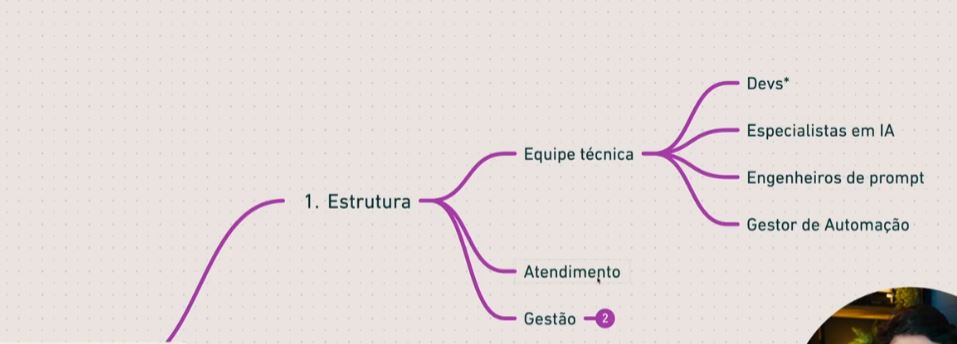 1. Estrutura
Equipe técnica
Devs*
Especialistas em IA
Engenheiros de prompt
Gestor de Automação
Atendimento
Gestão
2